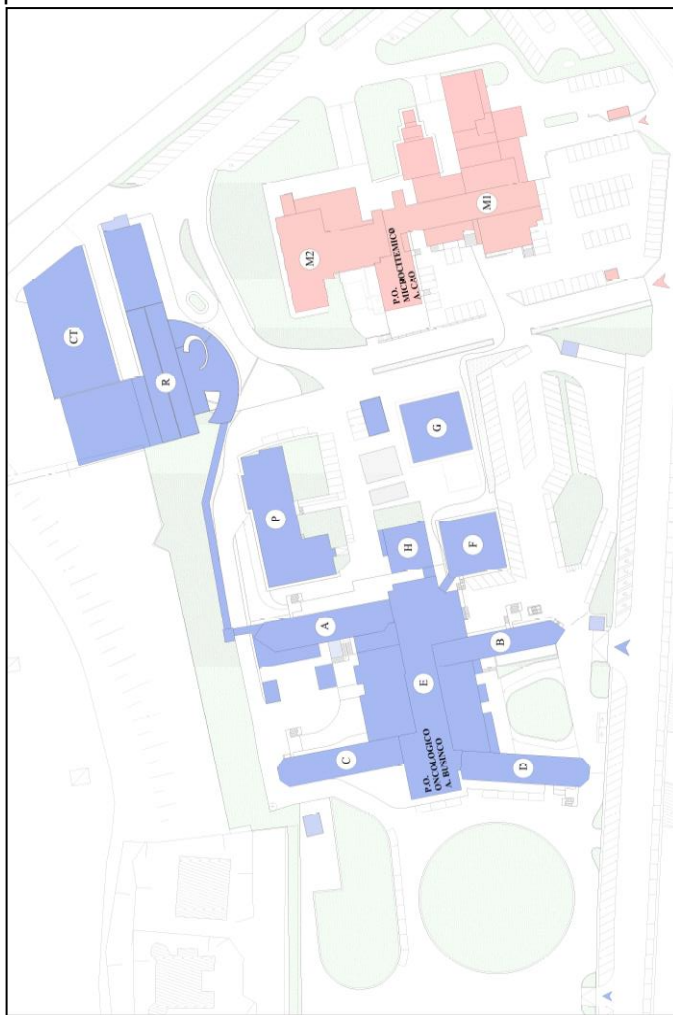 CT
R
M2
P.O.
MICROCITEMICO
A. CAO
M1
G
P
H
F
A
B
E
P.O.
ONCOLOGICO
A. BUSINCO
C
D